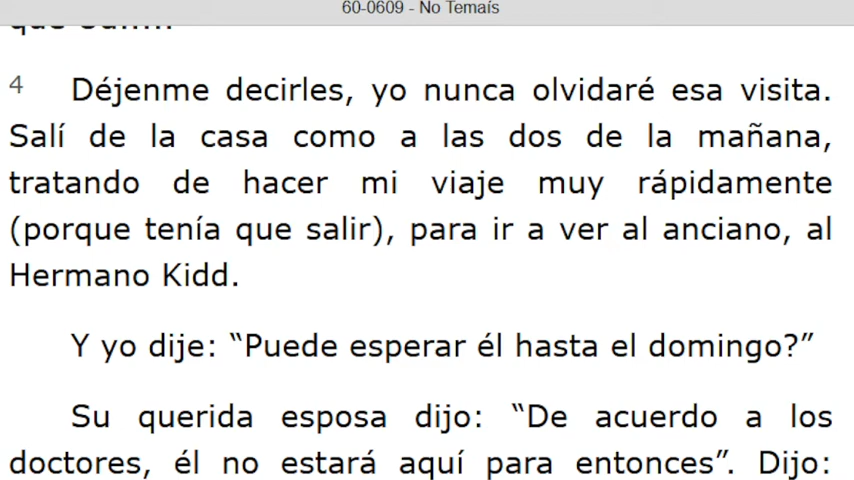 60-0609 - No Temaís
4 Déjenme decirles, yo nunca olvidaré esa visita.
Salí de la casa como a las dos de la mañana,
tratando de hacer mi viaje muy rápidamente
(porque tenía que salir), para ir a ver al anciano, al
Hermano Kidd.
Y yo dije: “Puede esperar él hasta el domingo?”
Su querida esposa dijo: “De acuerdo a los
doctores, él no estará aquí para entonces”. Dijo: